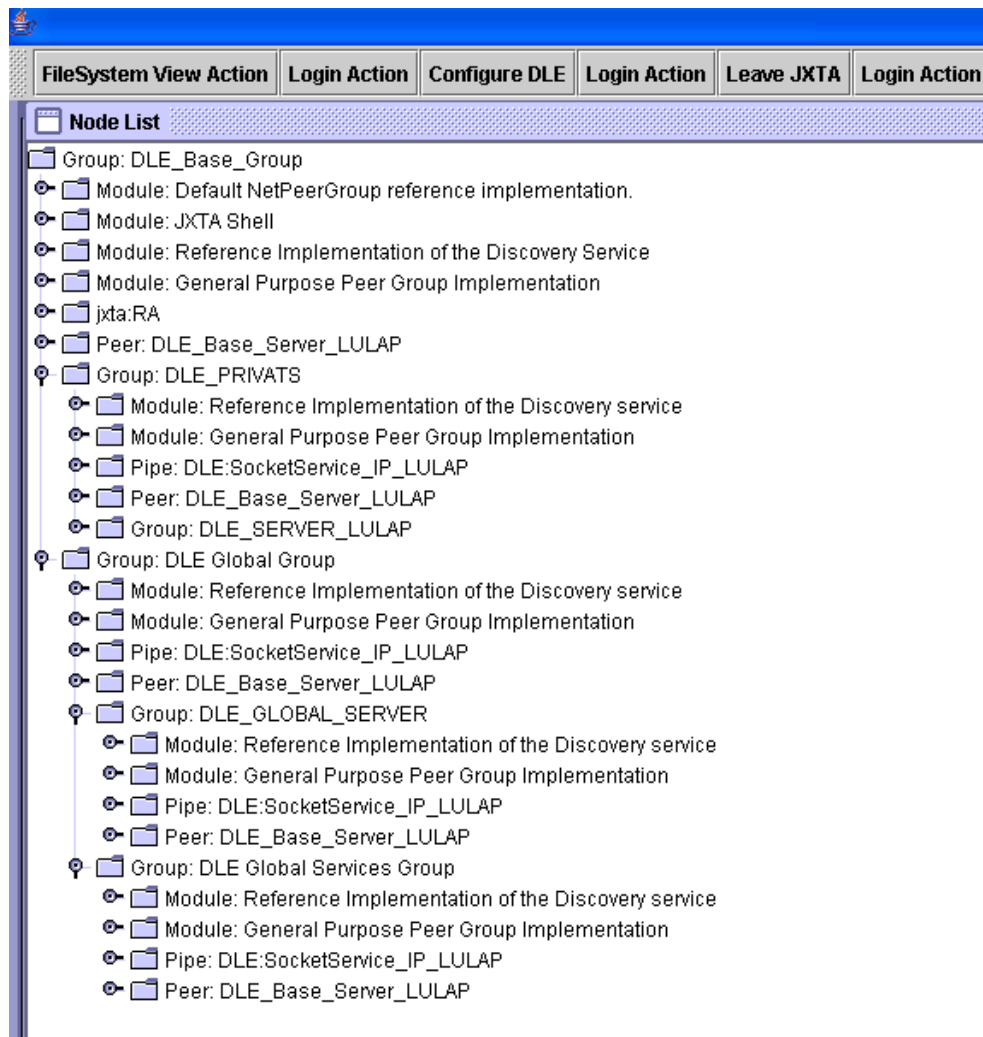 FileSystem View Action Login Action Configure DLE Login Action Leave JXTA Login Action
Node List
Group: DLE_Base_Group
Module: Default NetPeerGroup reference implementation.
Module: JXTA Shell
Module: Reference Implementation of the Discovery Service
Module: General Purpose Peer Group Implementation
jxta:RA
Peer: DLE_Base_Server_LULAP
Group: DLE_PRIVATS
Module: Reference Implementation of the Discovery service
Module: General Purpose Peer Group Implementation
Pipe: DLE:SocketService_IP_LULAP
Peer: DLE_Base_Server_LULAP
Group: DLE_SERVER_LULAP
Group: DLE Global Group
Module: Reference Implementation of the Discovery service
Module: General Purpose Peer Group Implementation
Pipe: DLE:SocketService_IP_LULAP
Peer: DLE_Base_Server_LULAP
Group: DLE_GLOBAL_SERVER
Module: Reference Implementation of the Discovery service
Module: General Purpose Peer Group Implementation
Pipe: DLE:SocketService_IP_LULAP
Peer: DLE_Base_Server_LULAP
Group: DLE Global Services Group
Module: Reference Implementation of the Discovery service
Module: General Purpose Peer Group Implementation
Pipe: DLE:SocketService_IP_LULAP
Peer: DLE_Base_Server_LULAP